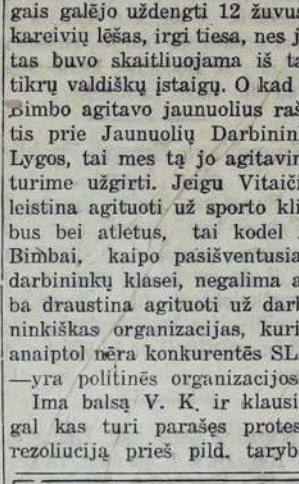 gais galėjo uždengti 12 žuvu
kareivių lėšas, irgi tiesa, nes j
tas buvo skaitliuojama iš ta
tikrų valdiškų įstaigų. O kad
Bimbo agitavo jaunuolius raš
tis prie Jaunuolių Darbinin
Lygos, tai mes tą jo agitavin
turime užgirti. Jeigu Vitaiči
leistina agituoti už sporto kli
bus bei atletus, tai kodel
Bimbai, kaipo pasišventusia
darbininkų klasei, negalima a
ba draustina agituoti už darb
ninkiškas organizacijas, kuri
anaiptol nėra konkurentės SL
—yra politinės organizacijos
Ima balsą V. K. ir klausi
gal kas turi parašęs protes
rezoliuciją prieš pild. taryb